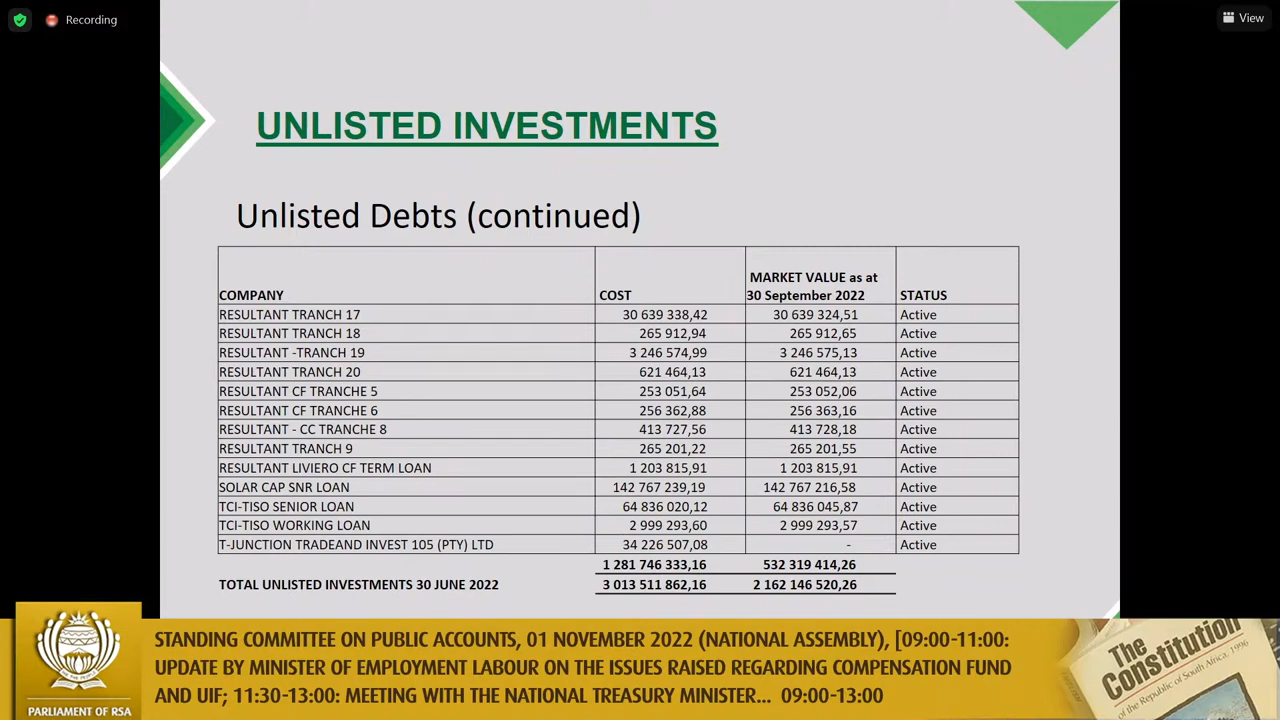 Recording
View
UNLISTED INVESTMENTS
Unlisted Debts (continued)
COMPANY COST MARKET VALUE as at 30 September 2022 STATUS
RESULTANT TRANCH 17 30 639 338,42 30 639 324,51 Active
RESULTANT TRANCH 18 265 912,94 265 912,65 Active
RESULTANT -TRANCH 19 3 246 574,99 3 246 575,13 Active
RESULTANT TRANCH 20 621 464,13 621 464,13 Active
RESULTANT CF TRANCHE 5 253 051,64 253 052,06 Active
RESULTANT CF TRANCHE 6 256 362,88 256 363,16 Active
RESULTANT - CC TRANCHE 8 413 727,56 413 728,18 Active
RESULTANT TRANCH 9 265 201,22 265 201,55 Active
RESULTANT LIVIERO CF TERM LOAN 1 203 815,91 1 203 815,91 Active
SOLAR CAP SNR LOAN 142 767 239,19 142 767 216,58 Active
TCI-TISO SENIOR LOAN 64 836 020,12 64 836 045,87 Active
TCI-TISO WORKING LOAN 2 999 293,60 2 999 293,57 Active
T-JUNCTION TRADEAND INVEST 105 (PTY) LTD 34 226 507,08 - Active
1 281 746 333,16 532 319 414,26
TOTAL UNLISTED INVESTMENTS 30 JUNE 2022 3 013 511 862,16 2 162 146 520,26
STANDING COMMITTEE ON PUBLIC ACCOUNTS, 01 NOVEMBER 2022 (NATIONAL ASSEMBLY), [09:00-11:00:
UPDATE BY MINISTER OF EMPLOYMENT LABOUR ON THE ISSUES RAISED REGARDING COMPENSATION FUND
AND UIF; 11:30-13:00: MEETING WITH THE NATIONAL TREASURY MINISTER... 09:00-13:00
PARLIAMENT OF RSA
The
Constitution
of the Republic of South Africa, 1996